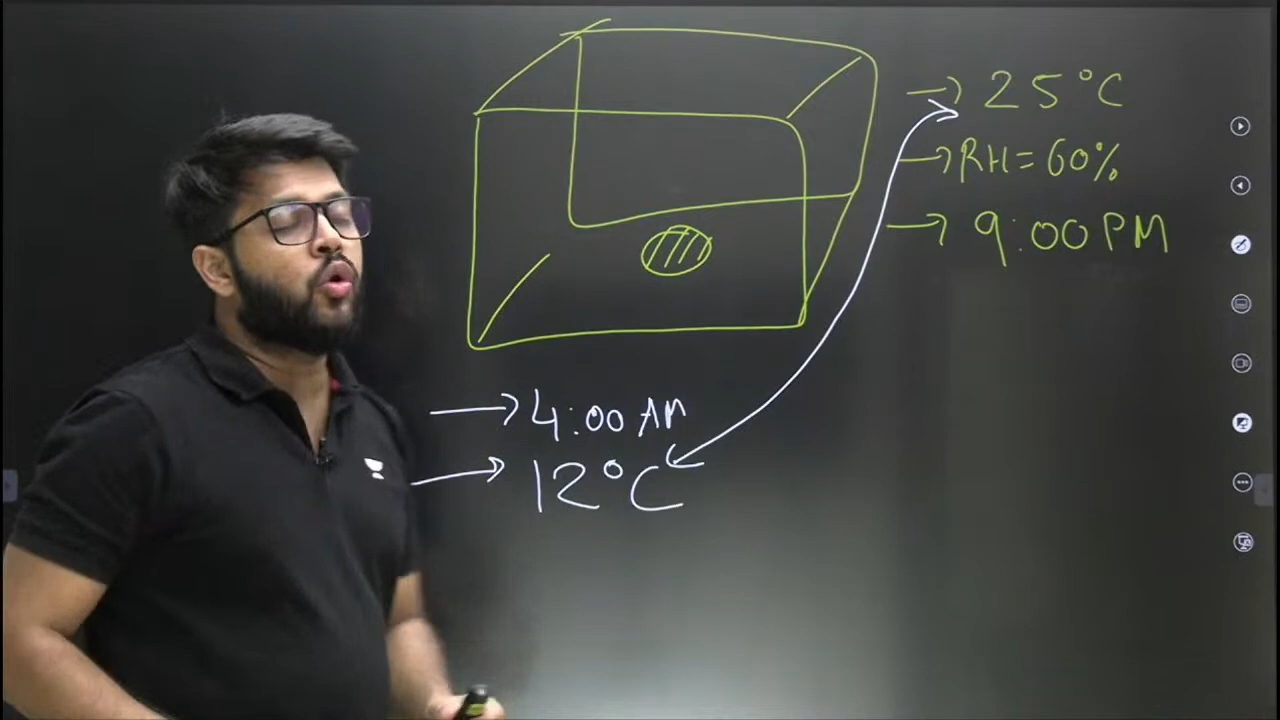 → 25°C
→ RH = 60%
→ 9:00 PM
→ 4:00 AM
→ 12°C